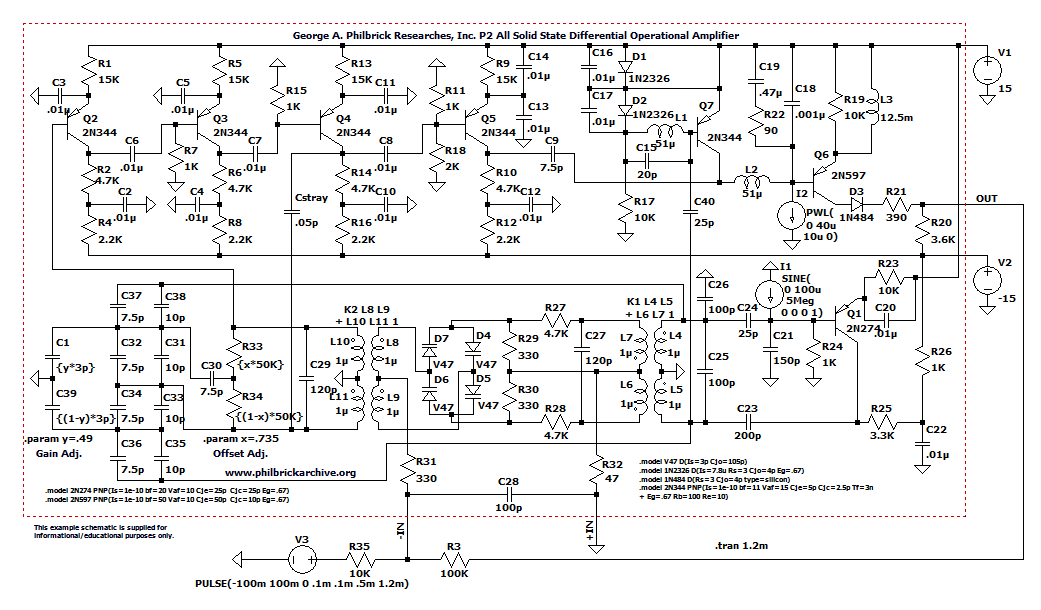 George A. Philbrick Researches, Inc. P2 All Solid State Differential Operational Amplifier
R1
15K
C3
.01µ
Q2
2N344
R2
4.7K
C2
.01µ
R4
2.2K
C6
.01µ
R5
15K
C5
.01µ
Q3
2N344
R7
1K
R6
4.7K
C4
.01µ
R8
2.2K
C7
.01µ
R15
1K
R13
15K
C11
.01µ
Q4
2N344
R14
4.7K
C10
.01µ
R16
2.2K
Cstray
.05p
C8
.01µ
R11
1K
R18
2K
R9
15K
C14
.01µ
C13
.01µ
Q5
2N344
R10
4.7K
C12
.01µ
R12
2.2K
C9
7.5p
C16
.01µ
C17
.01µ
D1
1N2326
D2
1N2326
L1
51µ
C15
20p
R17
10K
C40
25p
Q7
2N344
L2
51µ
C19
.47µ
R22
90
C18
.001µ
R19
10K
L3
12.5m
Q6
2N597
I2
PWL(
0 40u
10u 0)
D3
1N484
R21
390
OUT
R20
3.6K
V1
15
V2
-15
C37
7.5p
C38
10p
C1
{y*3p}
C32
7.5p
C31
10p
C39
{(1-y)*3p}
C34
7.5p
C33
10p
C36
7.5p
C35
10p
C30
7.5p
R33
{x*50K}
R34
{(1-x)*50K}
C29
120p
K2 L8 L9
+ L10 L11 1
L10
1µ
L8
1µ
L11
1µ
L9
1µ
D7
D4
V47
D6
D5
V47
V47
R29
330
R30
330
R27
4.7K
R28
4.7K
C27
120p
K1 L4 L5
+ L6 L7 1
L7
1µ
L4
1µ
L6
1µ
L5
1µ
C26
100p
C25
100p
C24
25p
C23
200p
I1
SINE(
0 100u
5Meg
0 0 0 1)
C21
150p
R24
1K
Q1
2N274
R23
10K
C20
.01µ
R25
3.3K
R26
1K
C22
.01µ
.param y=.49
Gain Adj.
.param x=.735
Offset Adj.
www.philbrickarchive.org
R31
330
C28
100p
R32
47
-IN
+IN
.model 2N274 PNP(Is=1e-10 bf=20 Vaf=10 Cje=25p Cjc=25p Eg=.67)
.model 2N597 PNP(Is=1e-10 bf=50 Vaf=10 Cje=50p Cjc=10p Eg=.67)
.model V47 D(Is=3p Cjo=105p)
.model 1N2326 D(Is=7.8u Rs=3 Cjo=4p Eg=.67)
.model 1N484 D(Rs=3 Cjo=4p type=silicon)
.model 2N344 PNP(Is=1e-10 bf=11 Vaf=15 Cje=5p Cjc=2.5p Tf=3n
+ Eg=.67 Rb=100 Re=10)
This example schematic is supplied for
informational/educational purposes only.
V3
PULSE(-100m 100m 0 .1m .1m .5m 1.2m)
R35
10K
R3
100K
.tran 1.2m